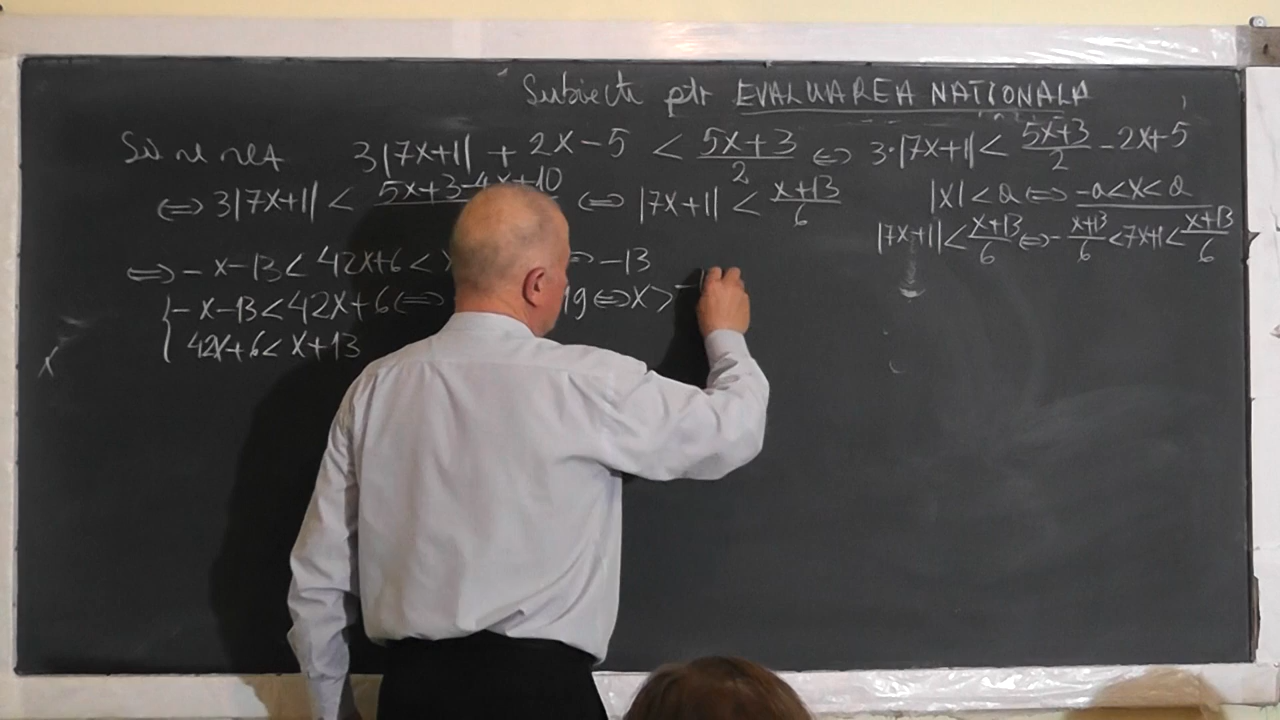 Subiecte ptr EVALUAREA NATIONALA
Să se rez 3|7x+1| + 2x-5 < (5x+3)/2 ⇔ 3·|7x+1| < (5x+3)/2 - 2x+5
⇔ 3|7x+1| < 5x+3-4x+10 ⇔ |7x+1| < (x+13)/6
|x| < a ⇔ -a<x<a
|7x+1| < (x+13)/6 ⇔ -(x+13)/6 < 7x+1 < (x+13)/6
⇔ -x-13 < 42x+6 < -13
{-x-13<42x+6 ⇔ 19 ⇔ x> -
42x+6<x+13